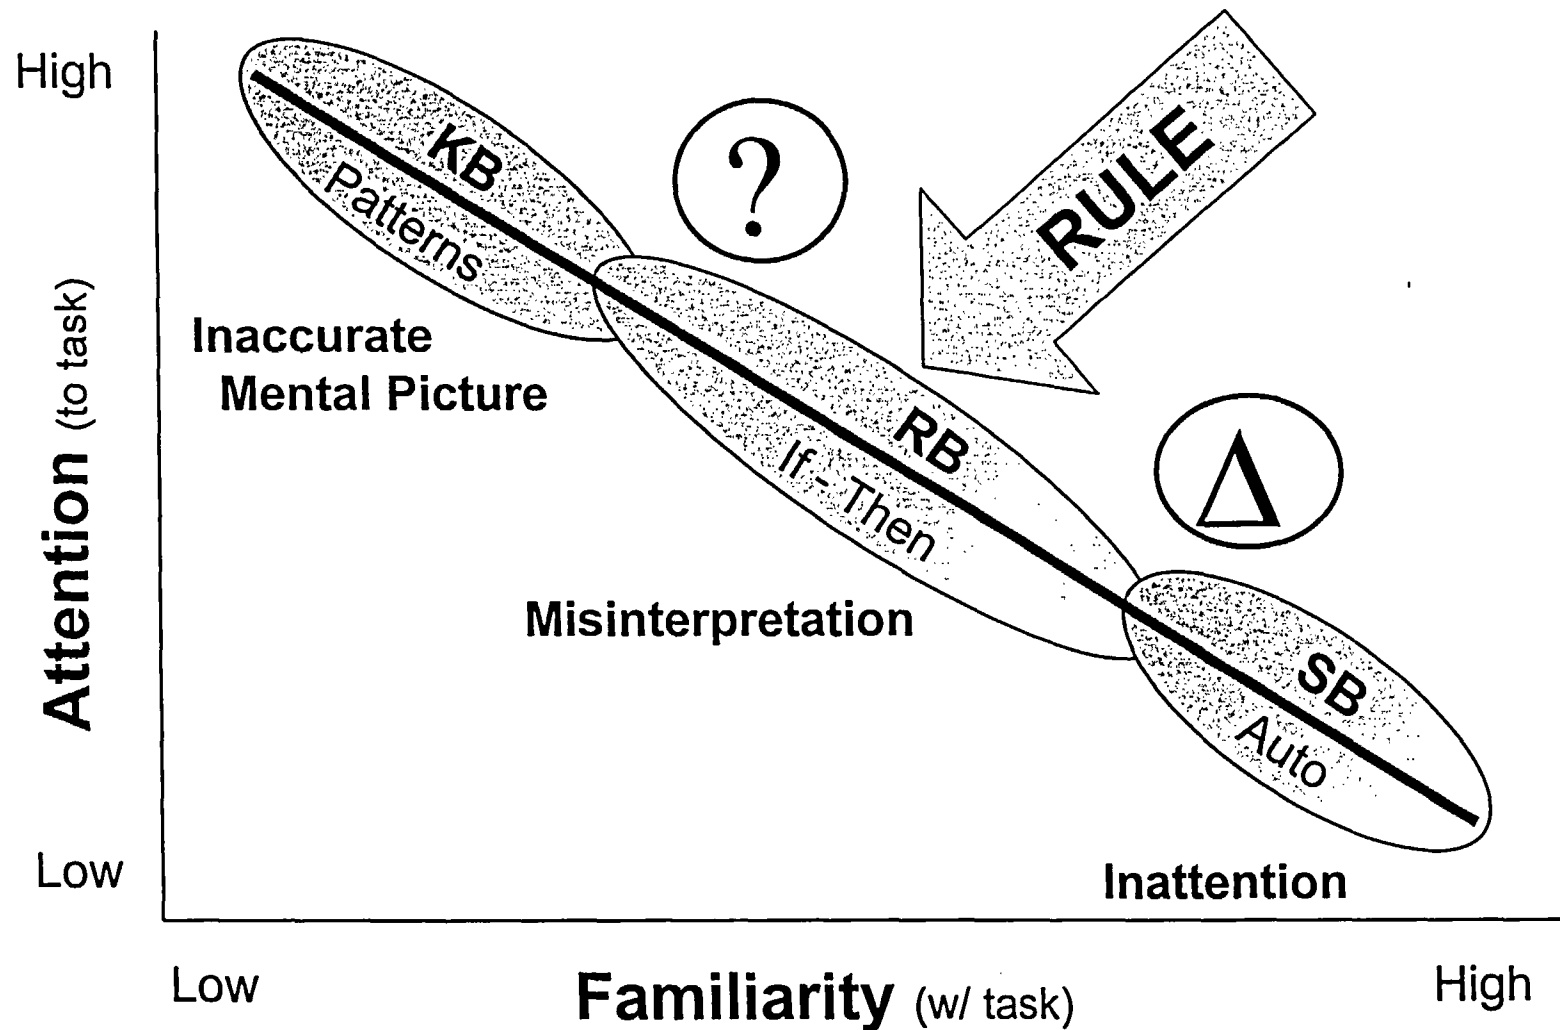 High
KB
Patterns
?
RULE
Inaccurate
Mental Picture
RB
If - Then
Δ
Misinterpretation
SB
Auto
Attention (to task)
Low
Inattention
Low
Familiarity (w/ task)
High